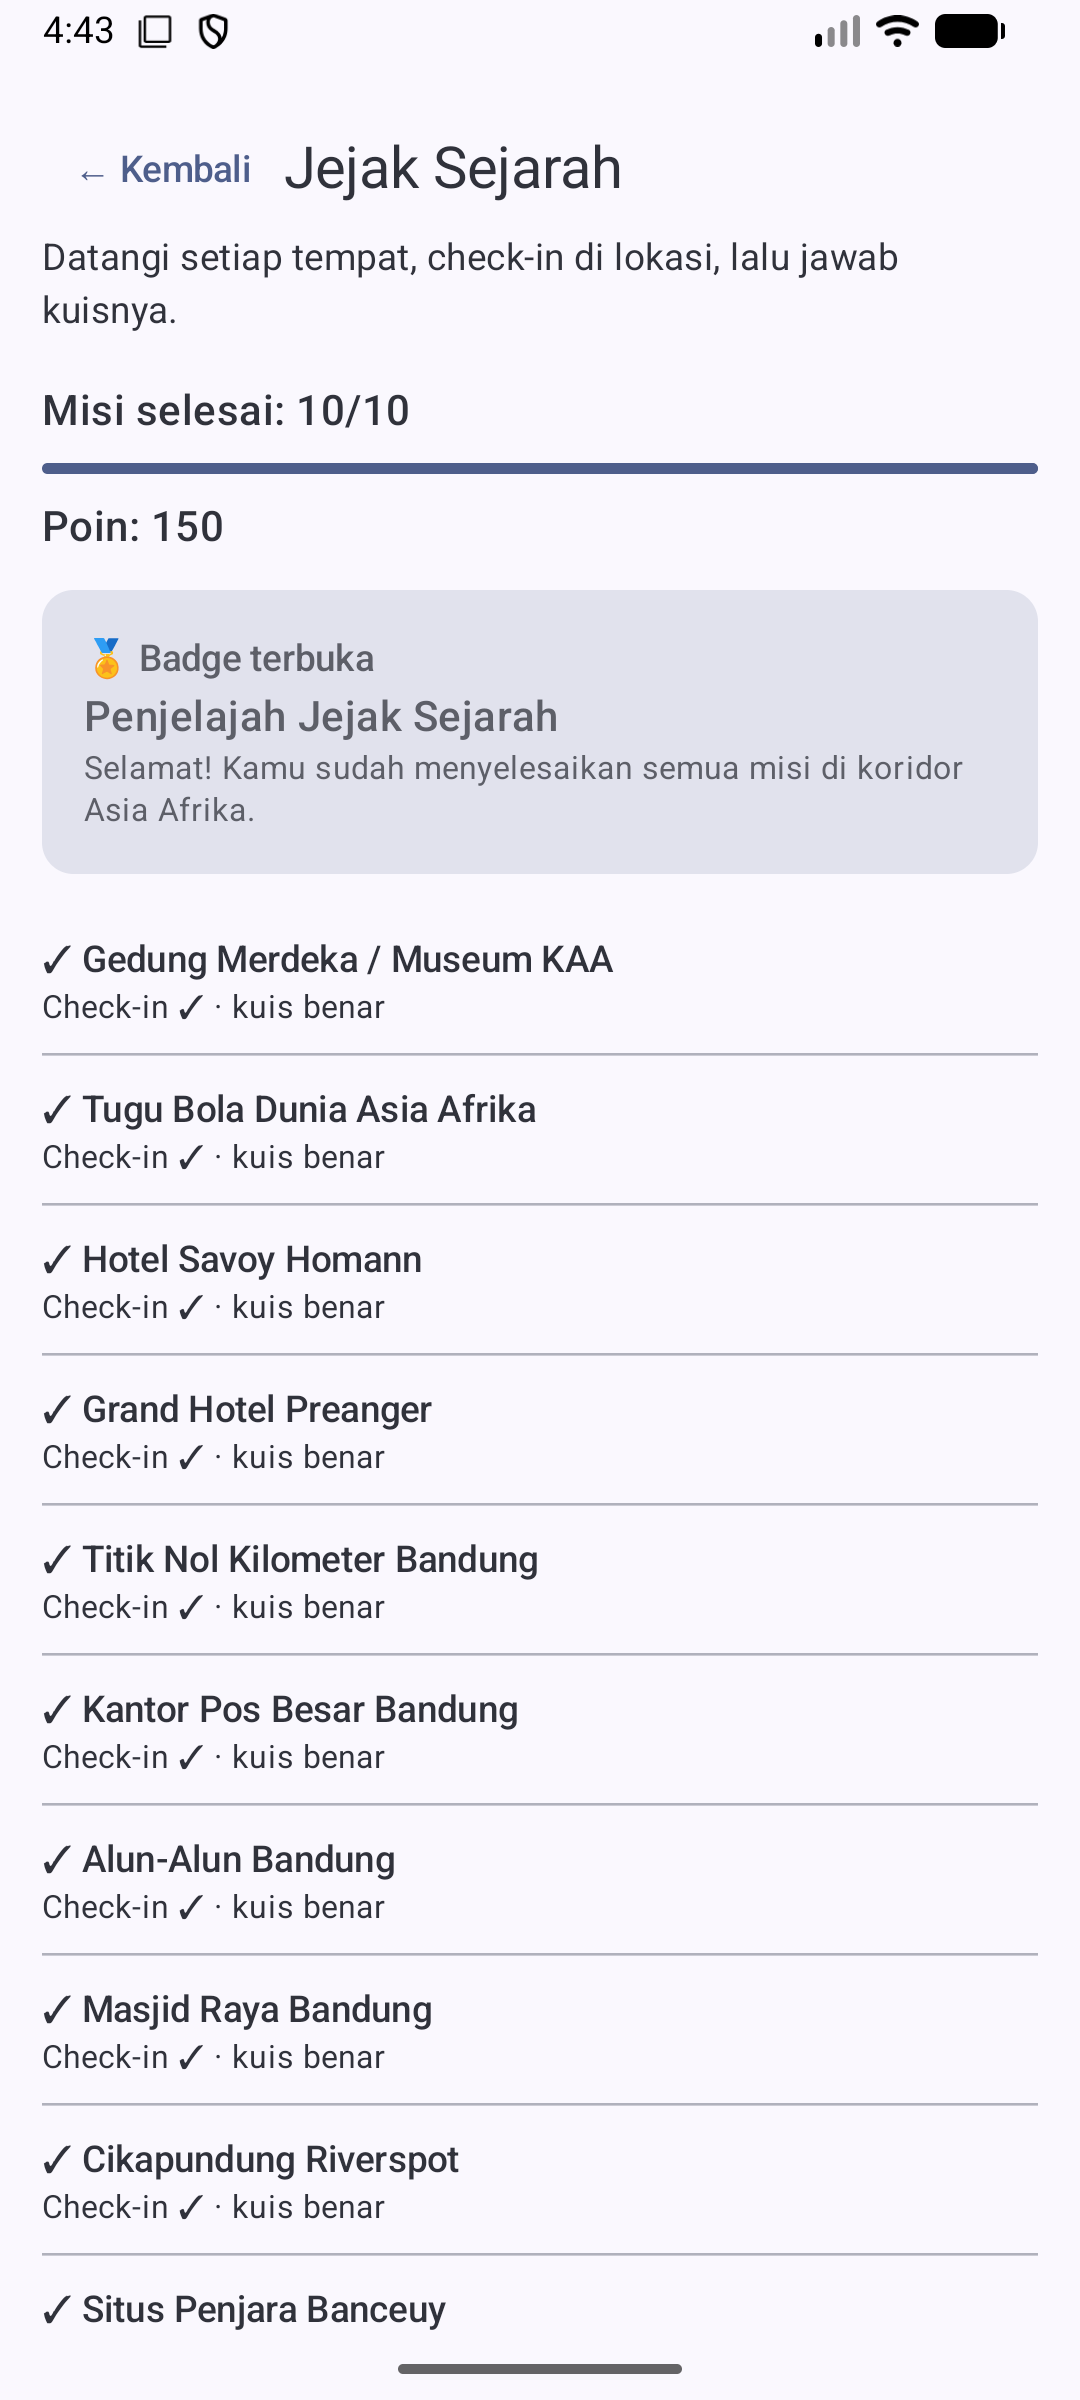 4:43
← Kembali Jejak Sejarah
Datangi setiap tempat, check-in di lokasi, lalu jawab
kuisnya.
Misi selesai: 10/10
Poin: 150
🏅 Badge terbuka
Penjelajah Jejak Sejarah
Selamat! Kamu sudah menyelesaikan semua misi di koridor
Asia Afrika.
✓ Gedung Merdeka / Museum KAA
Check-in ✓ · kuis benar
✓ Tugu Bola Dunia Asia Afrika
Check-in ✓ · kuis benar
✓ Hotel Savoy Homann
Check-in ✓ · kuis benar
✓ Grand Hotel Preanger
Check-in ✓ · kuis benar
✓ Titik Nol Kilometer Bandung
Check-in ✓ · kuis benar
✓ Kantor Pos Besar Bandung
Check-in ✓ · kuis benar
✓ Alun-Alun Bandung
Check-in ✓ · kuis benar
✓ Masjid Raya Bandung
Check-in ✓ · kuis benar
✓ Cikapundung Riverspot
Check-in ✓ · kuis benar
✓ Situs Penjara Banceuy